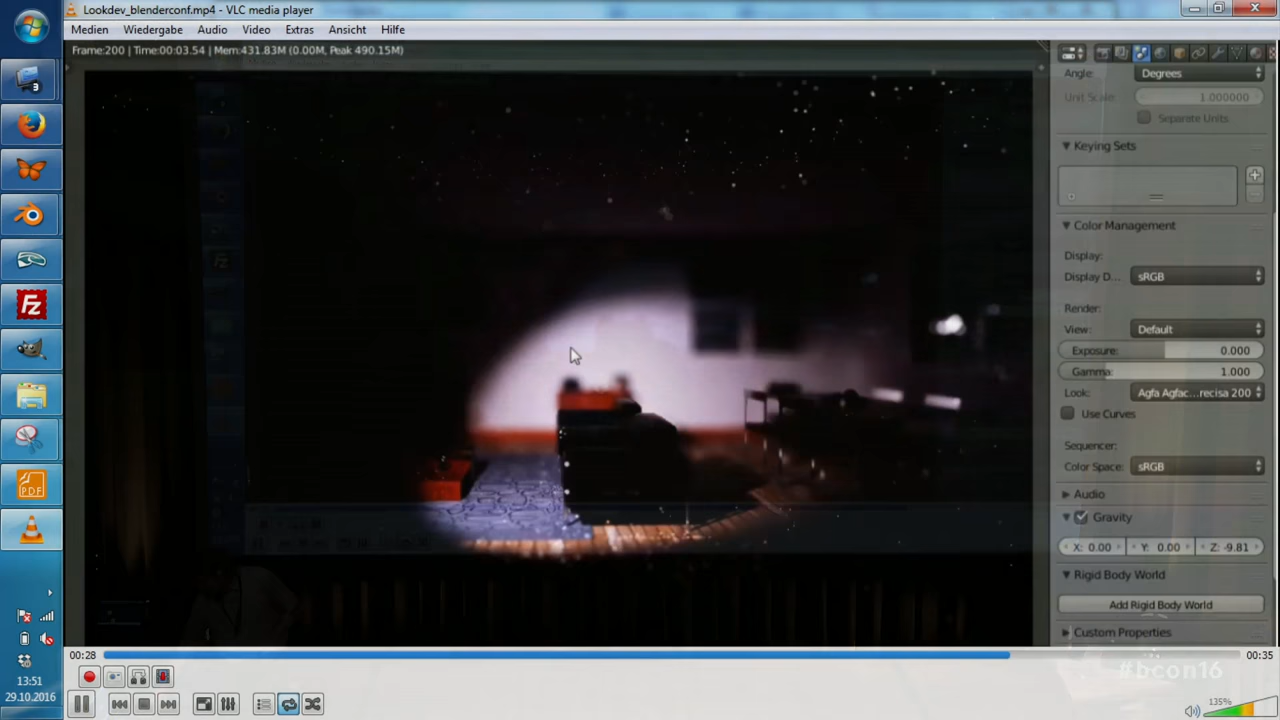 Lookdev_blenderconf.mp4 - VLC media player
Medien Wiedergabe Audio Video Extras Ansicht Hilfe
Frame:200 | Time:00:03.54 | Mem:431.83M (0.00M, Peak 490.15M)
Angle: Degrees
Unit Scale: 1.000000
Separate Units
Keying Sets
Color Management
Display:
Display D... sRGB
Render:
View: Default
Exposure: 0.000
Gamma: 1.000
Look: Agfa Agfac...recisa 200
Use Curves
Sequencer:
Color Space: sRGB
Audio
Gravity
X: 0.00 Y: 0.00 Z: -9.81
Rigid Body World
Add Rigid Body World
Custom Properties
00:28 00:35
#bcon16
135%
3
Fz
PDF
13:51
29.10.2016